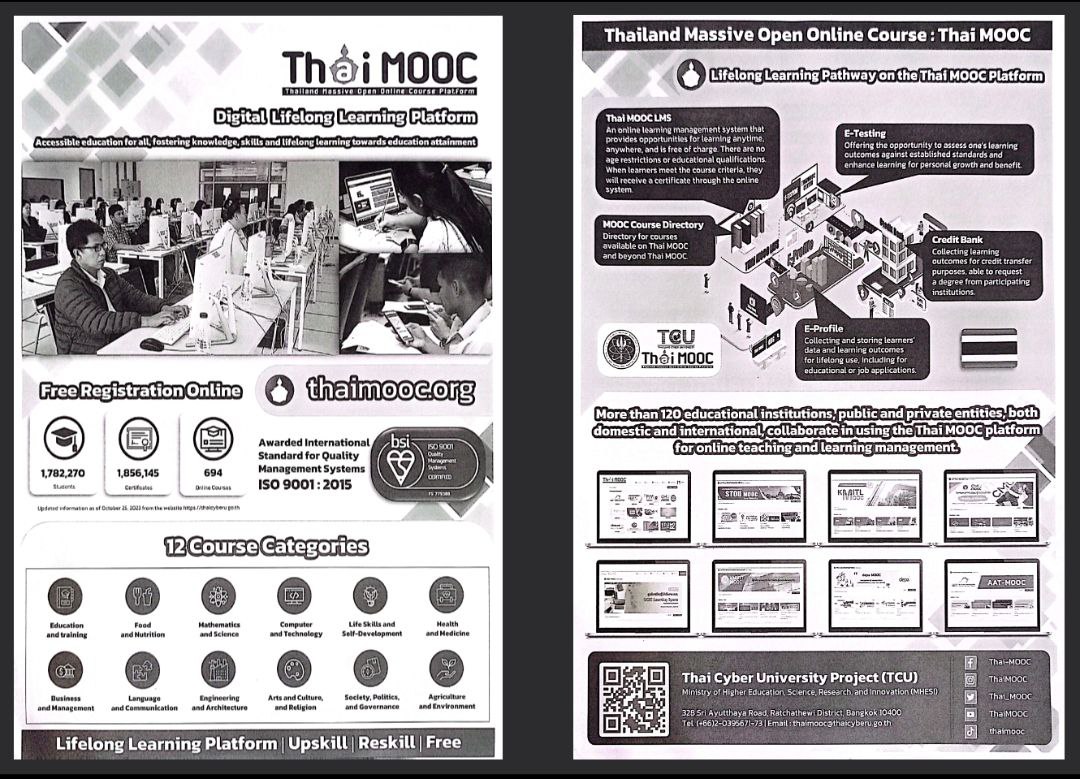 Thai MOOC
Thailand Massive Open Online Course Platform
Digital Lifelong Learning Platform
Accessible education for all, fostering knowledge, skills and lifelong learning towards education attainment
Free Registration Online
thaimooc.org
1,782,270
Students
1,856,145
Certificates
694
Online Courses
Awarded International
Standard for Quality
Management Systems
ISO 9001 : 2015
bsi
ISO 9001
Quality
Management
Systems
CERTIFIED
Updated information as of October 25, 2023 from the website https://thaicyberu.go.th
12 Course Categories
Education
and training
Food
and Nutrition
Mathematics
and Science
Computer
and Technology
Life Skills and
Self-Development
Health
and Medicine
Business
and Management
Language
and Communication
Engineering
and Architecture
Arts and Culture,
and Religion
Society, Politics,
and Governance
Agriculture
and Environment
Lifelong Learning Platform | Upskill | Reskill | Free
Thailand Massive Open Online Course : Thai MOOC
Lifelong Learning Pathway on the Thai MOOC Platform
Thai MOOC LMS
An online learning management system that
provides opportunities for learning anytime,
anywhere, and is free of charge. There are no
age restrictions or educational qualifications.
When learners meet the course criteria, they
will receive a certificate through the online
system.
E-Testing
Offering the opportunity to assess one's learning
outcomes against established standards and
enhance learning for personal growth and benefit.
MOOC Course Directory
Directory for courses
available on Thai MOOC
and beyond Thai MOOC.
Credit Bank
Collecting learning
outcomes for credit transfer
purposes, able to request
a degree from participating
institutions.
E-Profile
Collecting and storing learners'
data and learning outcomes
for lifelong use, including for
educational or job applications.
TCU
Thai MOOC
More than 120 educational institutions, public and private entities, both
domestic and international, collaborate in using the Thai MOOC platform
for online teaching and learning management.
Thai MOOC
STOU MOOC
KMITL
MOOC
CMU
depa MOOC
depa
AAT-MOOC
Thai Cyber University Project (TCU)
Ministry of Higher Education, Science, Research, and Innovation (MHESI)
328 Sri Ayutthaya Road, Ratchathewi District, Bangkok 10400
Tel. (+66)2-0395671-73 | Email : thaimooc@thaicyberu.go.th
Thai-MOOC
ThaiMOOC
Thai_MOOC
ThaiMOOC
thaimooc